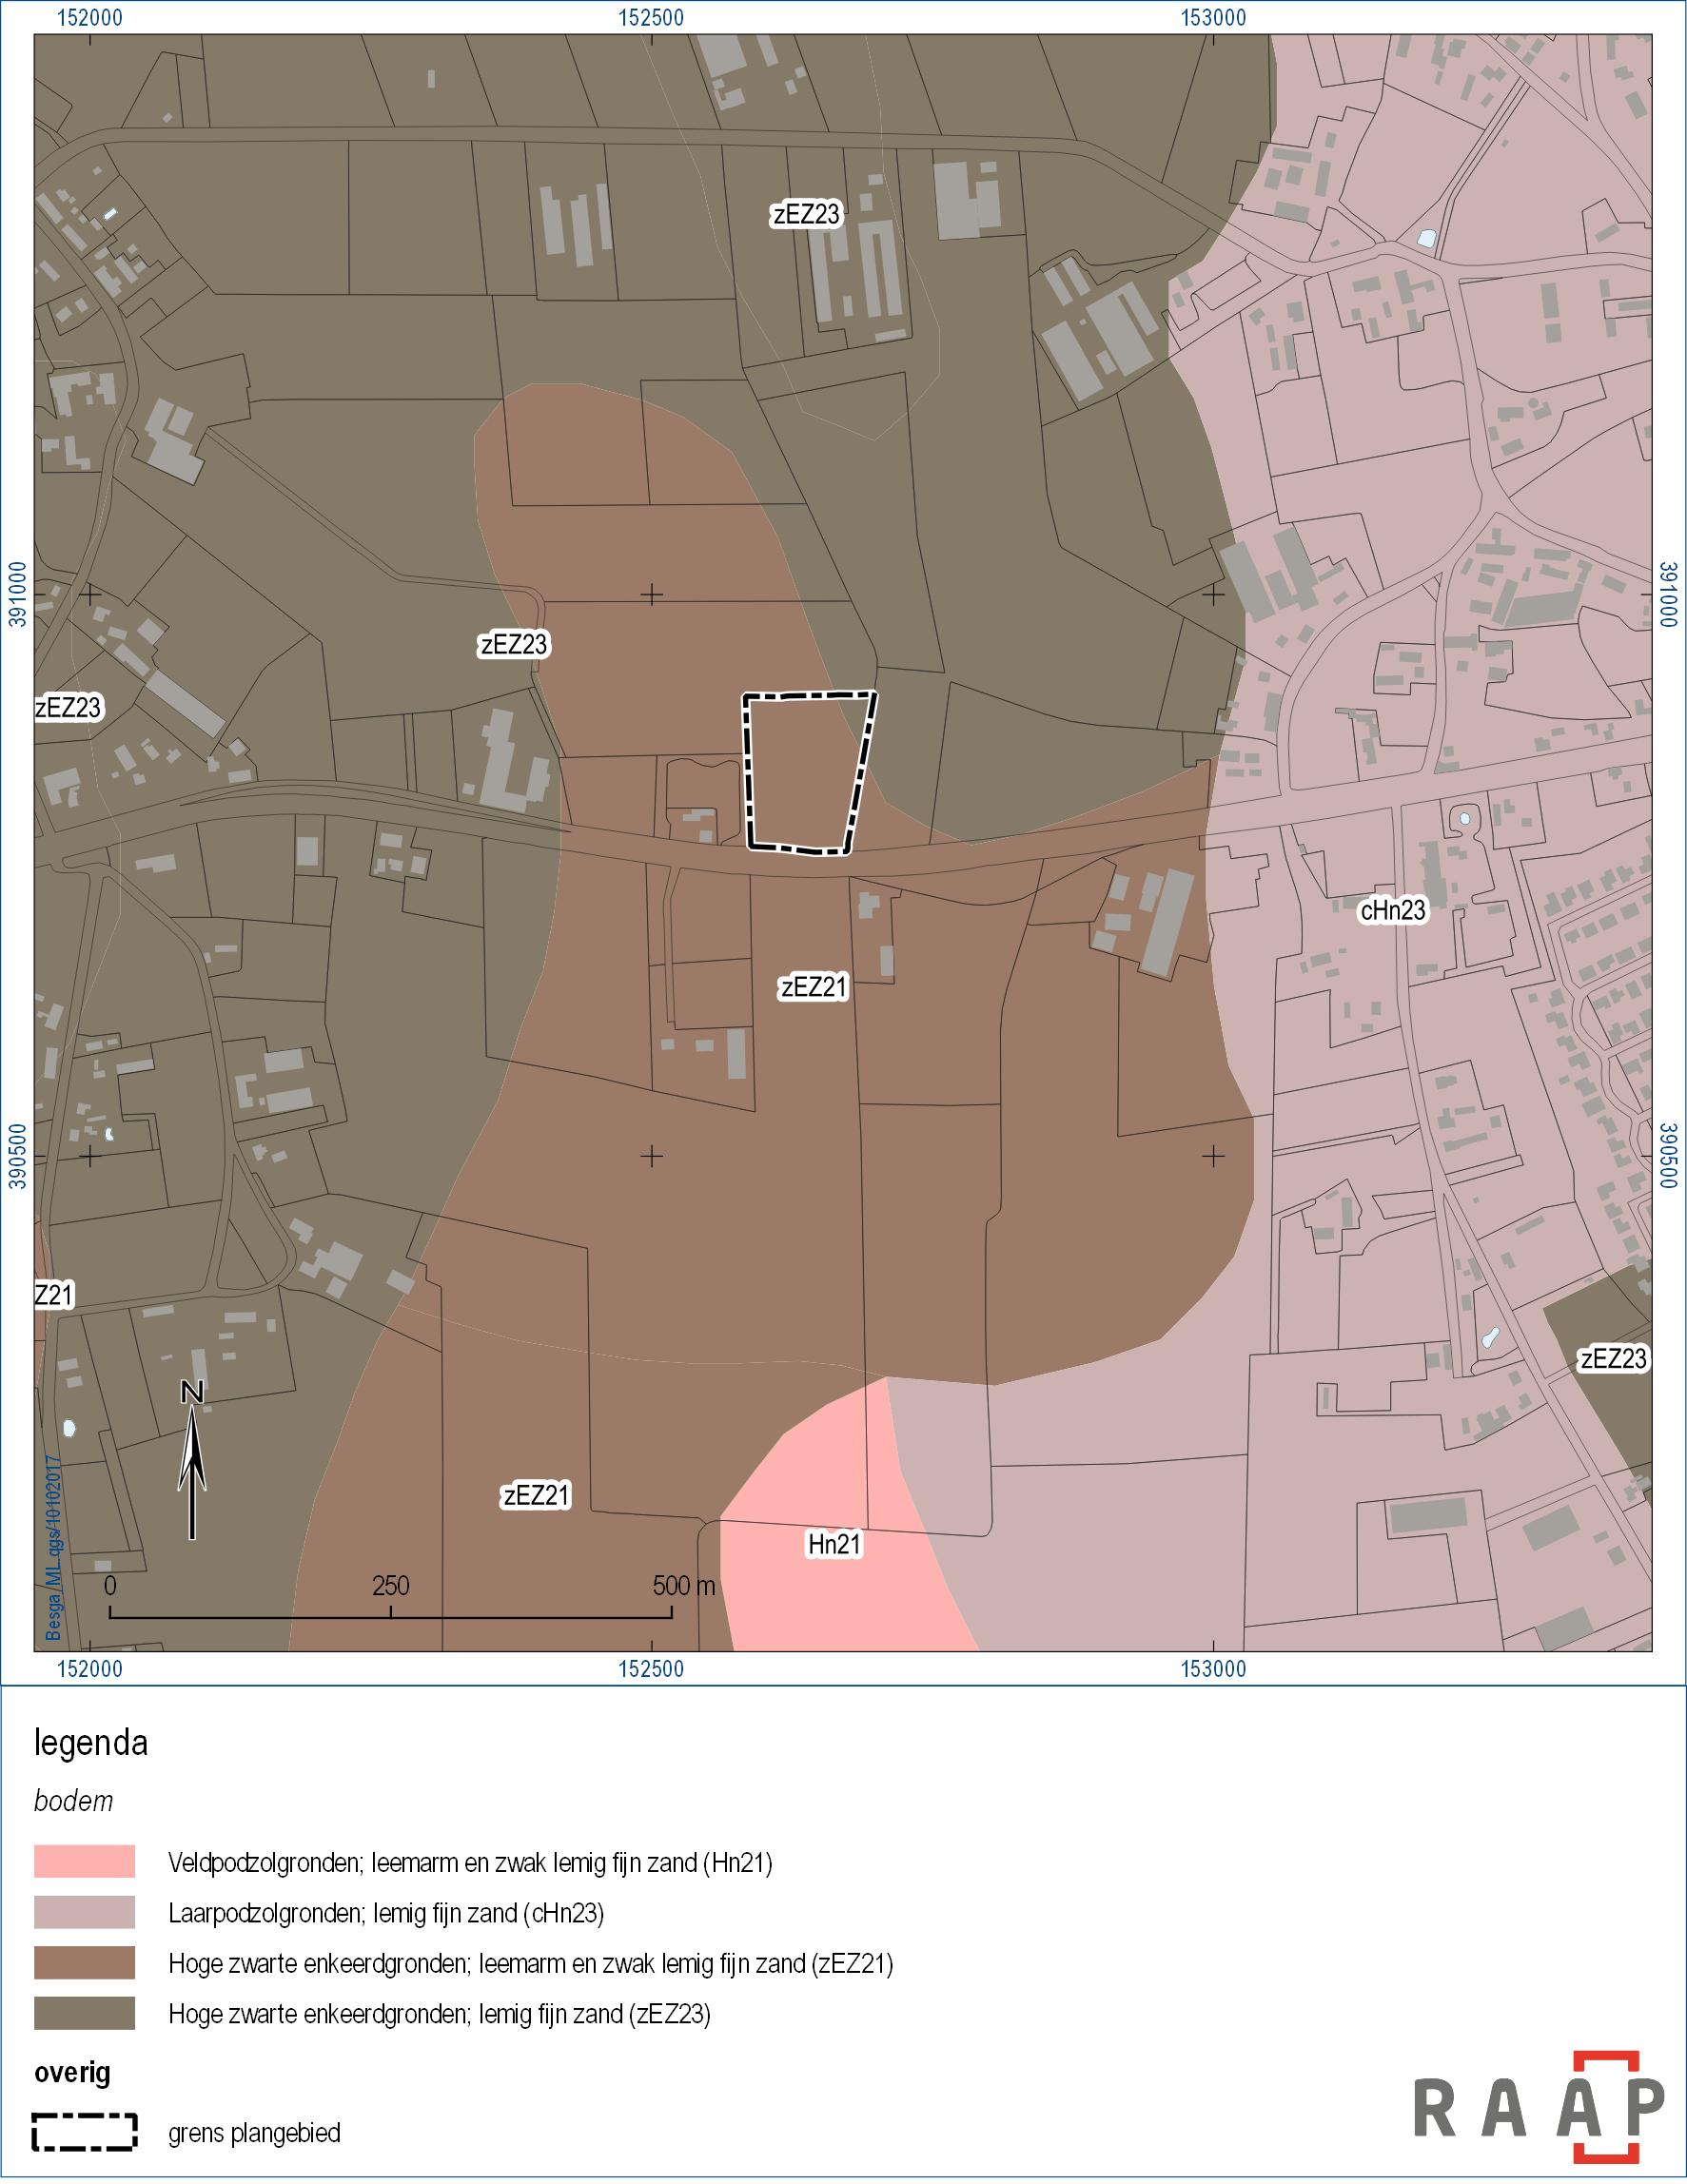 152000 152500 153000
zEZ23
391000 391000
zEZ23
zEZ23
cHn23
zEZ21
390500 390500
Z21
zEZ23
N
zEZ21
Hn21
0 250 500 m
Besga/ML.qgs/10102017
152000 152500 153000
legenda
bodem
Veldpodzolgronden; leemarm en zwak lemig fijn zand (Hn21)
Laarpodzolgronden; lemig fijn zand (cHn23)
Hoge zwarte enkeerdgronden; leemarm en zwak lemig fijn zand (zEZ21)
Hoge zwarte enkeerdgronden; lemig fijn zand (zEZ23)
overig
grens plangebied
RAAP